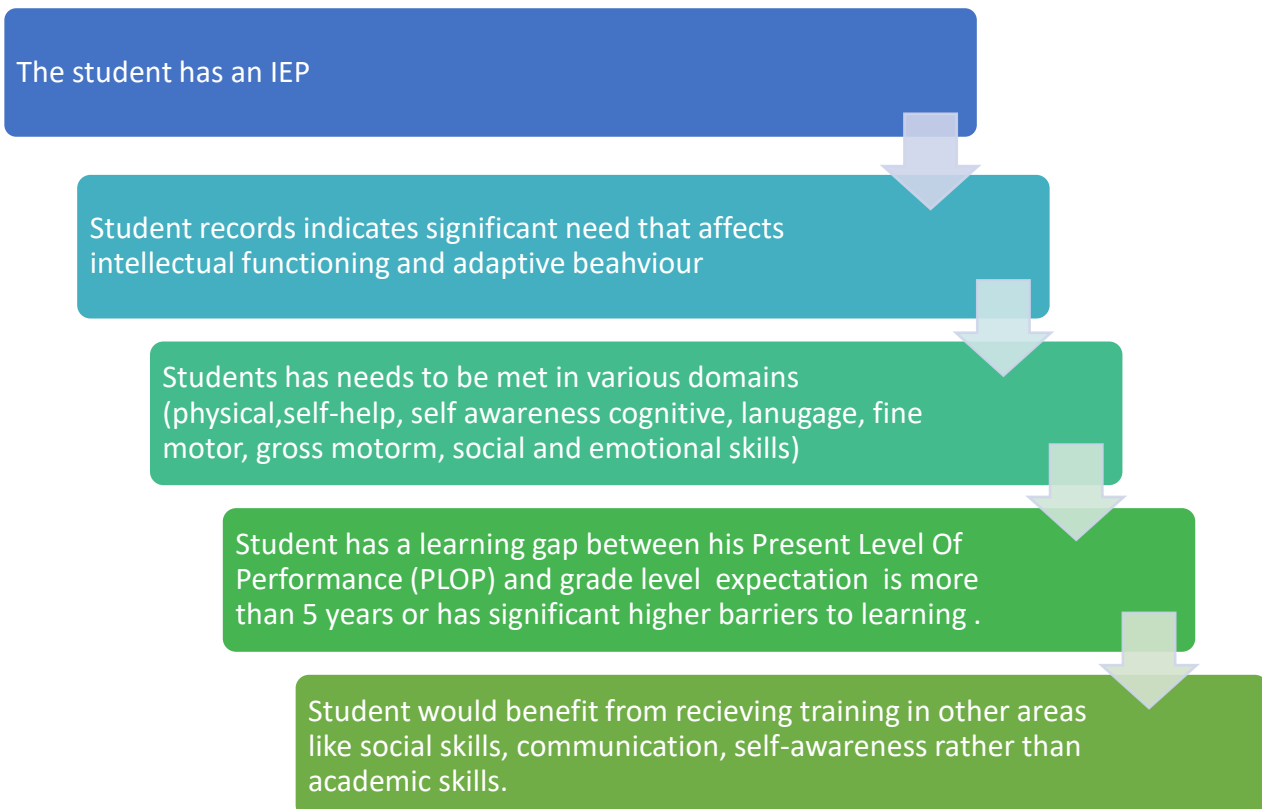 The student has an IEP
Student records indicates significant need that affects
intellectual functioning and adaptive beahviour
Students has needs to be met in various domains
(physical,self-help, self awareness cognitive, lanugage, fine
motor, gross motorm, social and emotional skills)
Student has a learning gap between his Present Level Of
Performance (PLOP) and grade level  expectation  is more
than 5 years or has significant higher barriers to learning .
Student would benefit from recieving training in other areas
like social skills, communication, self-awareness rather than
academic skills.